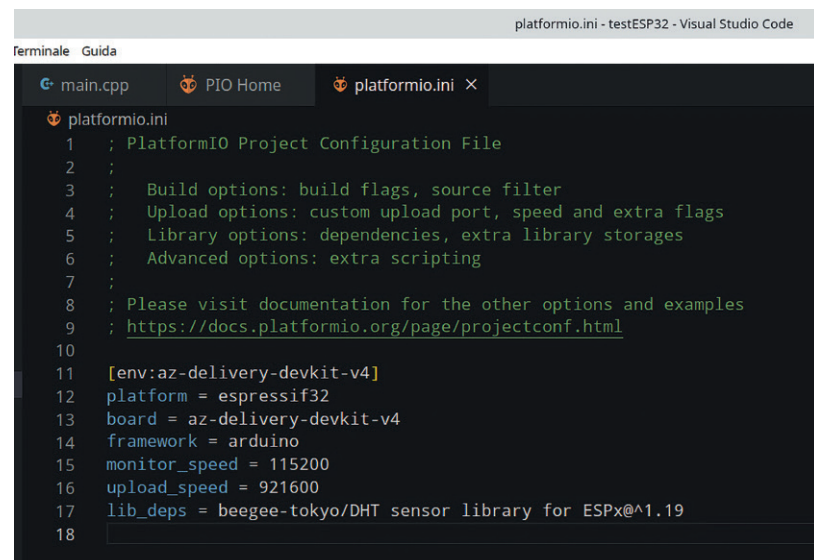 platformio.ini - testESP32 - Visual Studio Code
Terminale Guida
main.cpp PIO Home platformio.ini ×
platformio.ini
1 ; PlatformIO Project Configuration File
2 ;
3 ; Build options: build flags, source filter
4 ; Upload options: custom upload port, speed and extra flags
5 ; Library options: dependencies, extra library storages
6 ; Advanced options: extra scripting
7 ;
8 ; Please visit documentation for the other options and examples
9 ; https://docs.platformio.org/page/projectconf.html
10
11 [env:az-delivery-devkit-v4]
12 platform = espressif32
13 board = az-delivery-devkit-v4
14 framework = arduino
15 monitor_speed = 115200
16 upload_speed = 921600
17 lib_deps = beegee-tokyo/DHT sensor library for ESPx@^1.19
18